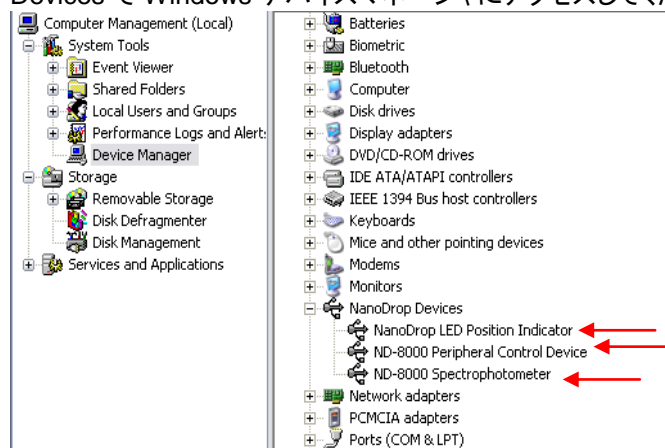 Devices で Windows デバイスマネージャにアクセスしてく
Computer Management (Local)
System Tools
Event Viewer
Shared Folders
Local Users and Groups
Performance Logs and Alert
Device Manager
Storage
Removable Storage
Disk Defragmenter
Disk Management
Services and Applications
Batteries
Biometric
Bluetooth
Computer
Disk drives
Display adapters
DVD/CD-ROM drives
IDE ATA/ATAPI controllers
IEEE 1394 Bus host controllers
Keyboards
Mice and other pointing devices
Modems
Monitors
NanoDrop Devices
NanoDrop LED Position Indicator
ND-8000 Peripheral Control Device
ND-8000 Spectrophotometer
Network adapters
PCMCIA adapters
Ports (COM & LPT)